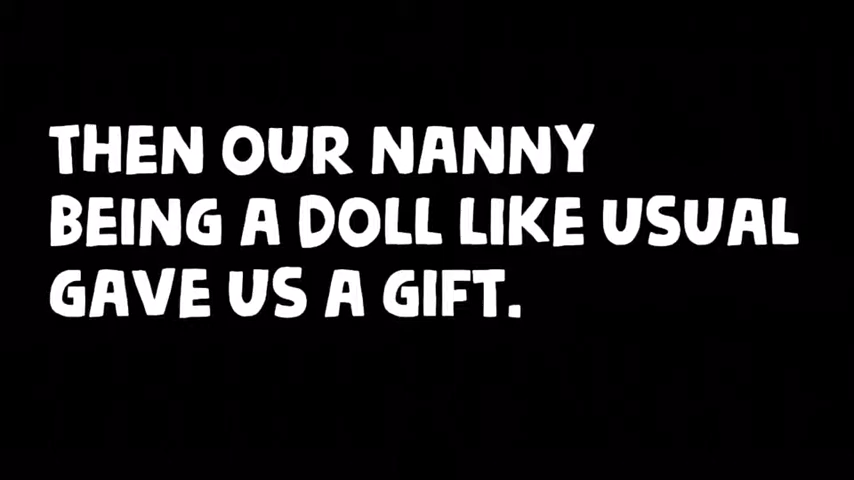 THEN OUR NANNY
BEING A DOLL LIKE USUAL
GAVE US A GIFT.